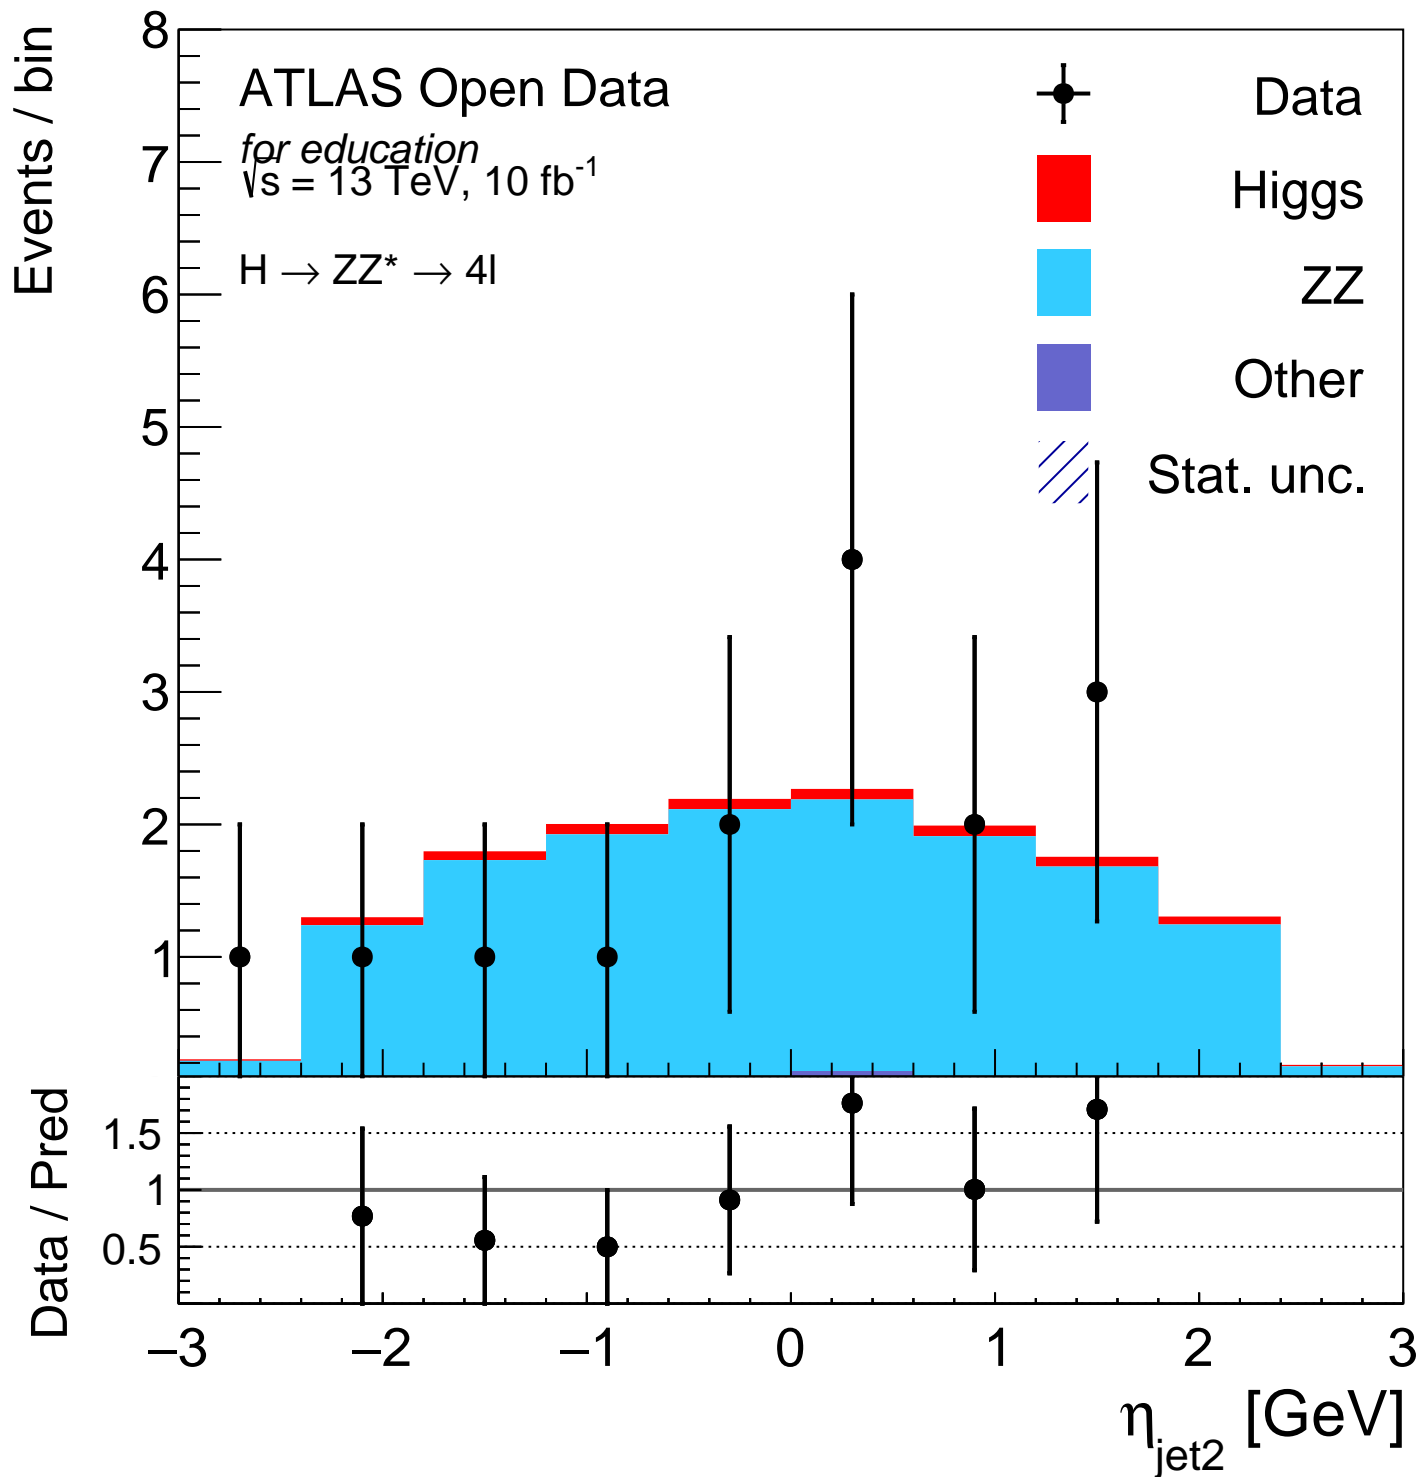 Events / bin
8
7
6
5
4
3
2
1
ATLAS Open Data
for education
√s = 13 TeV, 10 fb-1
H → ZZ* → 4l
Data
Higgs
ZZ
Other
Stat. unc.
Data / Pred
1.5
1
0.5
−3 −2 −1 0 1 2 3
ηjet2 [GeV]